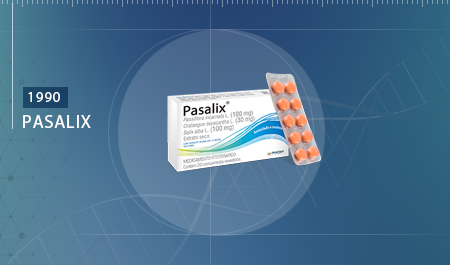 1990
PASALIX
Pasalix®
Passiflora incarnata L. (100 mg)
Crataegus oxyacantha L. (30 mg)
Salix alba L. (100 mg)
Extrato seco
MEDICAMENTO FITOTERÁPICO